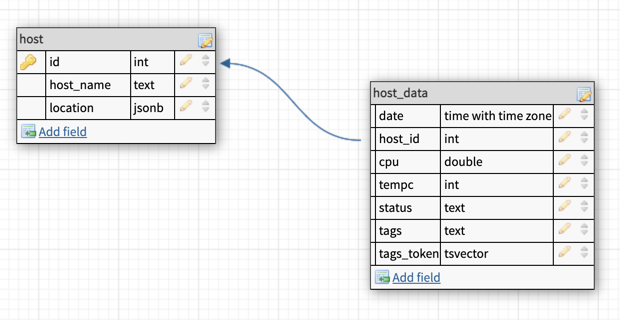 host
id int
host_name text
location jsonb
Add field
host_data
date time with time zone
host_id int
cpu double
tempc int
status text
tags text
tags_token tsvector
Add field